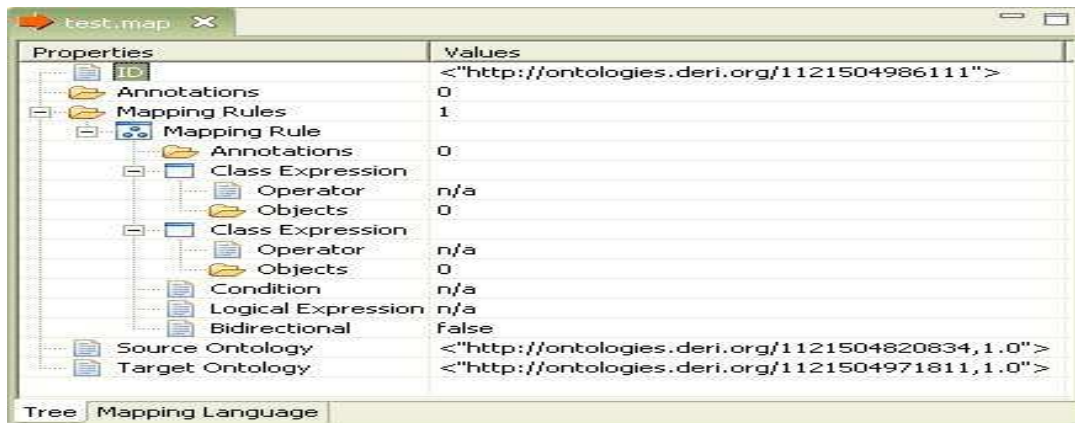 test.map
Properties Values
ID <"http://ontologies.deri.org/1121504986111">
Annotations 0
Mapping Rules 1
Mapping Rule
Annotations 0
Class Expression
Operator n/a
Objects 0
Class Expression
Operator n/a
Objects 0
Condition n/a
Logical Expression n/a
Bidirectional false
Source Ontology <"http://ontologies.deri.org/1121504820834,1.0">
Target Ontology <"http://ontologies.deri.org/1121504971811,1.0">
Tree Mapping Language